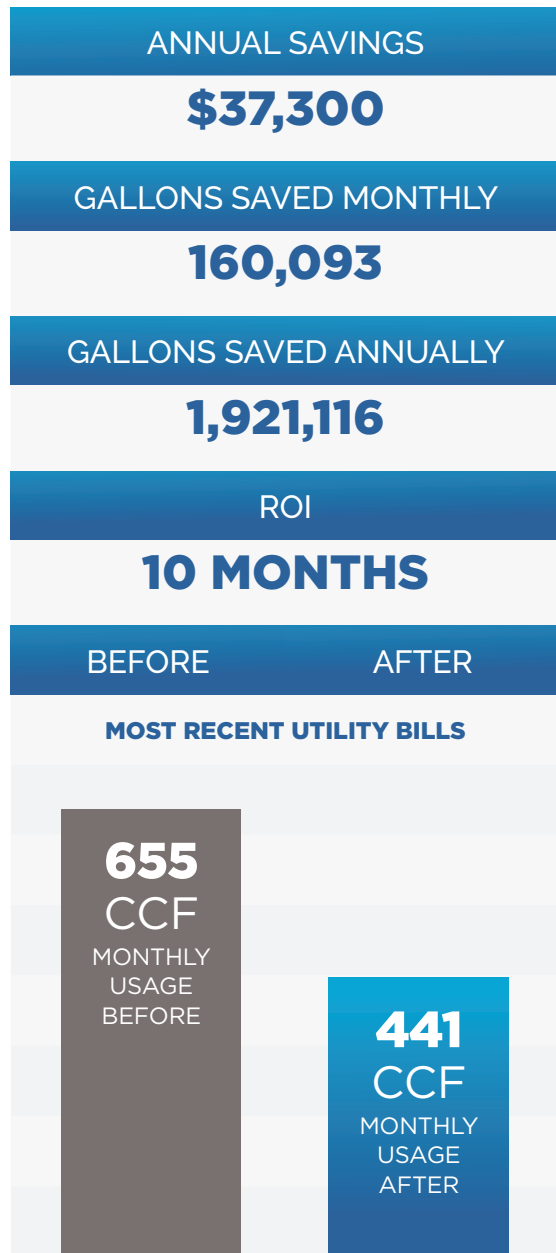 ANNUAL SAVINGS
$37,300
GALLONS SAVED MONTHLY
160,093
GALLONS SAVED ANNUALLY
1,921,116
ROI
10 MONTHS
BEFORE AFTER
MOST RECENT UTILITY BILLS
655
CCF
MONTHLY
USAGE
BEFORE
441
CCF
MONTHLY
USAGE
AFTER